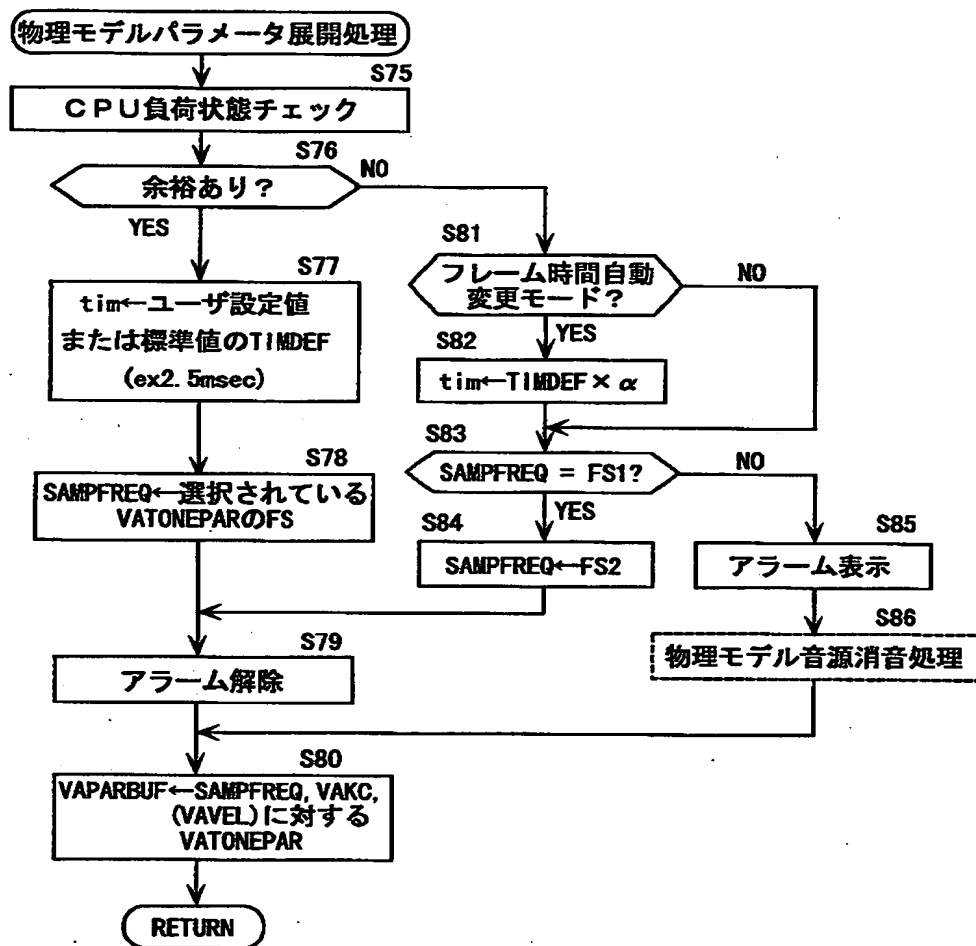 物理モデルパラメータ展開処理
S75
CPU負荷状態チェック
S76
余裕あり?
NO
YES
S77
tim←ユーザ設定値
または標準値のTIMDEF
(ex2.5msec)
S78
SAMPFREQ←選択されている
VATONEPARのFS
S81
フレーム時間自動
変更モード?
NO
YES
S82
tim←TIMDEF×α
S83
SAMPFREQ = FS1?
NO
YES
S84
SAMPFREQ←FS2
S85
アラーム表示
S86
物理モデル音源消音処理
S79
アラーム解除
S80
VAPARBUF←SAMPFREQ, VAKC,
(VAVEL)に対する
VATONEPAR
RETURN